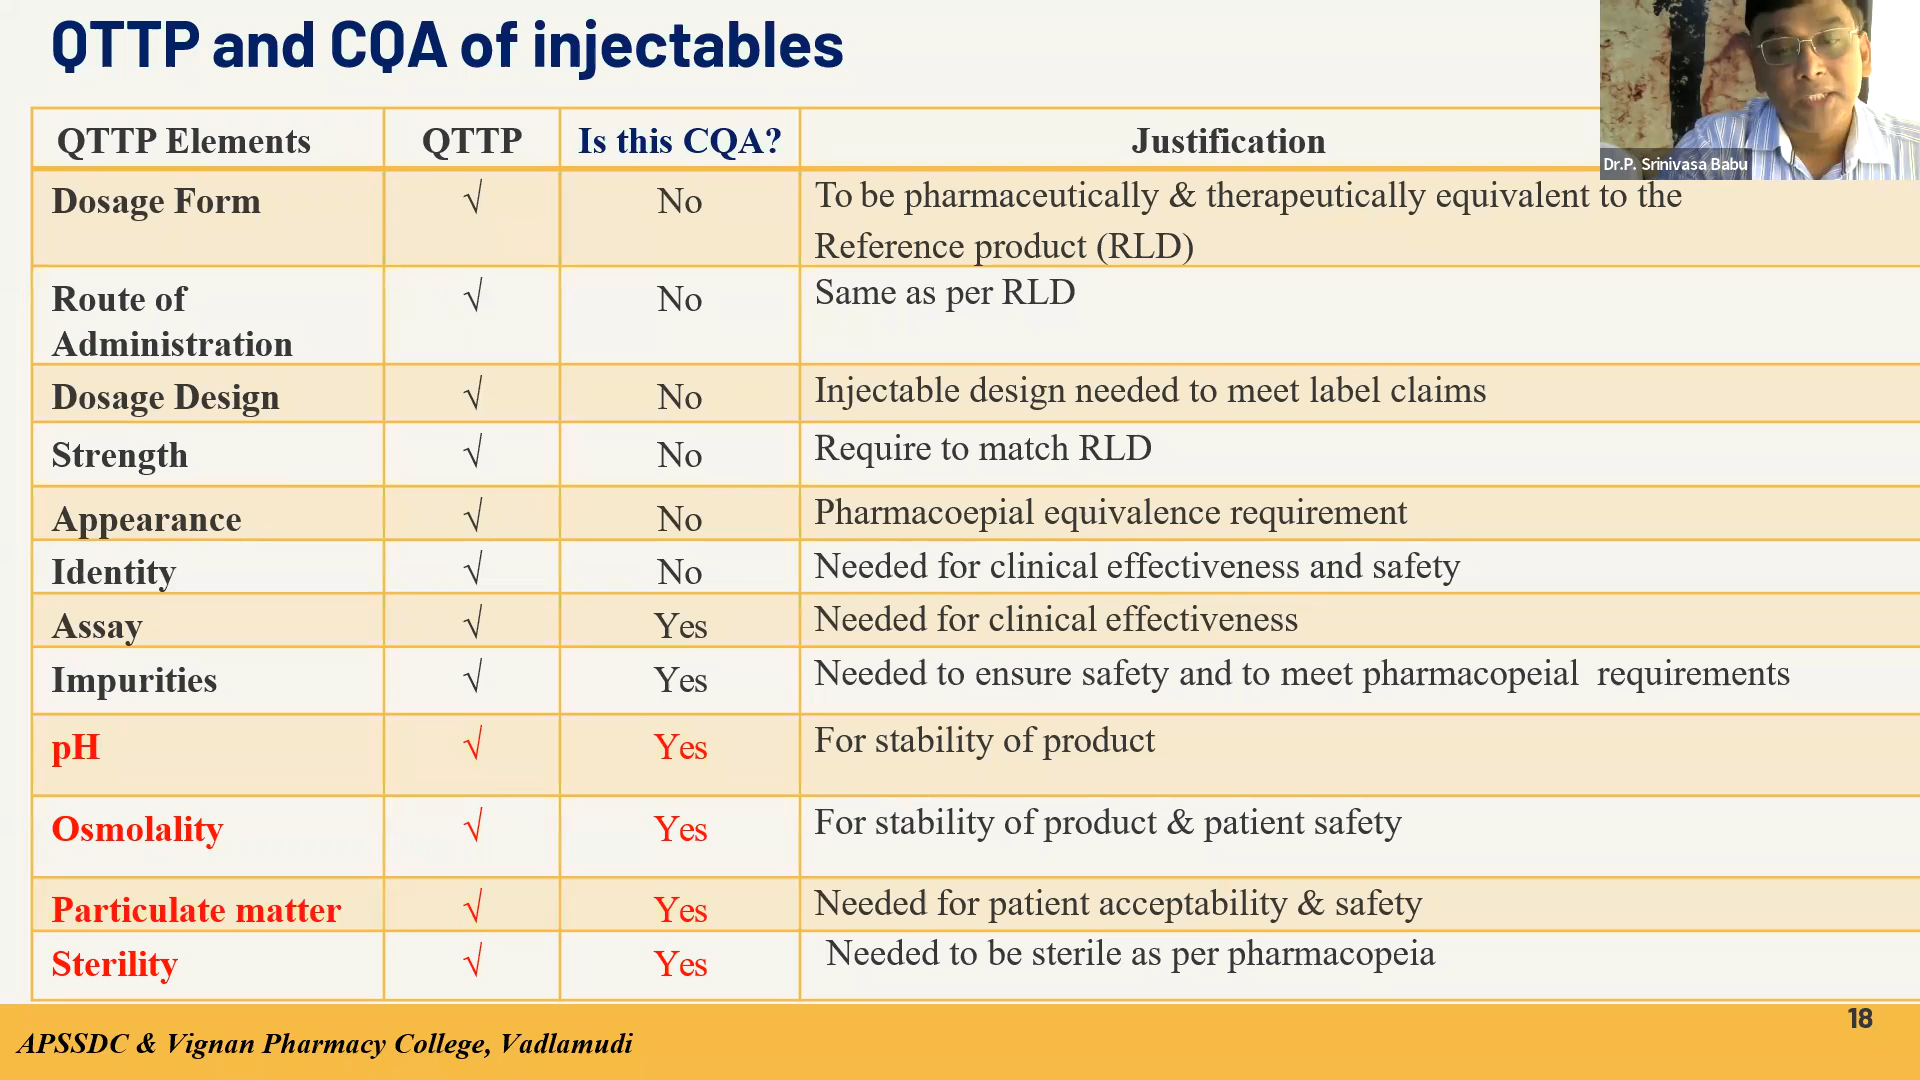 QTTP and CQA of injectables
Dr.P. Srinivasa Babu
QTTP Elements QTTP Is this CQA? Justification
Dosage Form √ No To be pharmaceutically & therapeutically equivalent to the
Reference product (RLD)
Route of √ No Same as per RLD
Administration
Dosage Design √ No Injectable design needed to meet label claims
Strength √ No Require to match RLD
Appearance √ No Pharmacoepial equivalence requirement
Identity √ No Needed for clinical effectiveness and safety
Assay √ Yes Needed for clinical effectiveness
Impurities √ Yes Needed to ensure safety and to meet pharmacopeial requirements
pH √ Yes For stability of product
Osmolality √ Yes For stability of product & patient safety
Particulate matter √ Yes Needed for patient acceptability & safety
Sterility √ Yes Needed to be sterile as per pharmacopeia
18
APSSDC & Vignan Pharmacy College, Vadlamudi